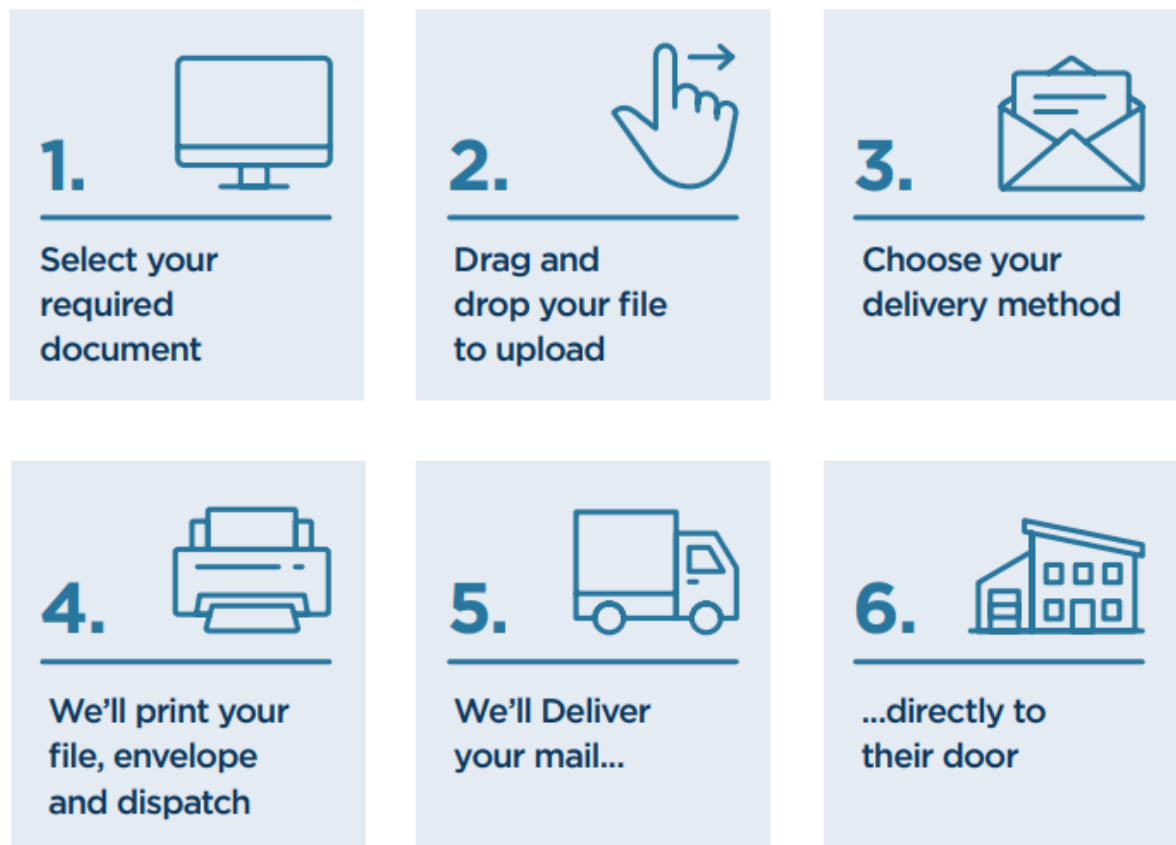 1.
Select your
required
document
2.
Drag and
drop your file
to upload
3.
Choose your
delivery method
4.
We'll print your
file, envelope
and dispatch
5.
We'll Deliver
your mail...
6.
...directly to
their door